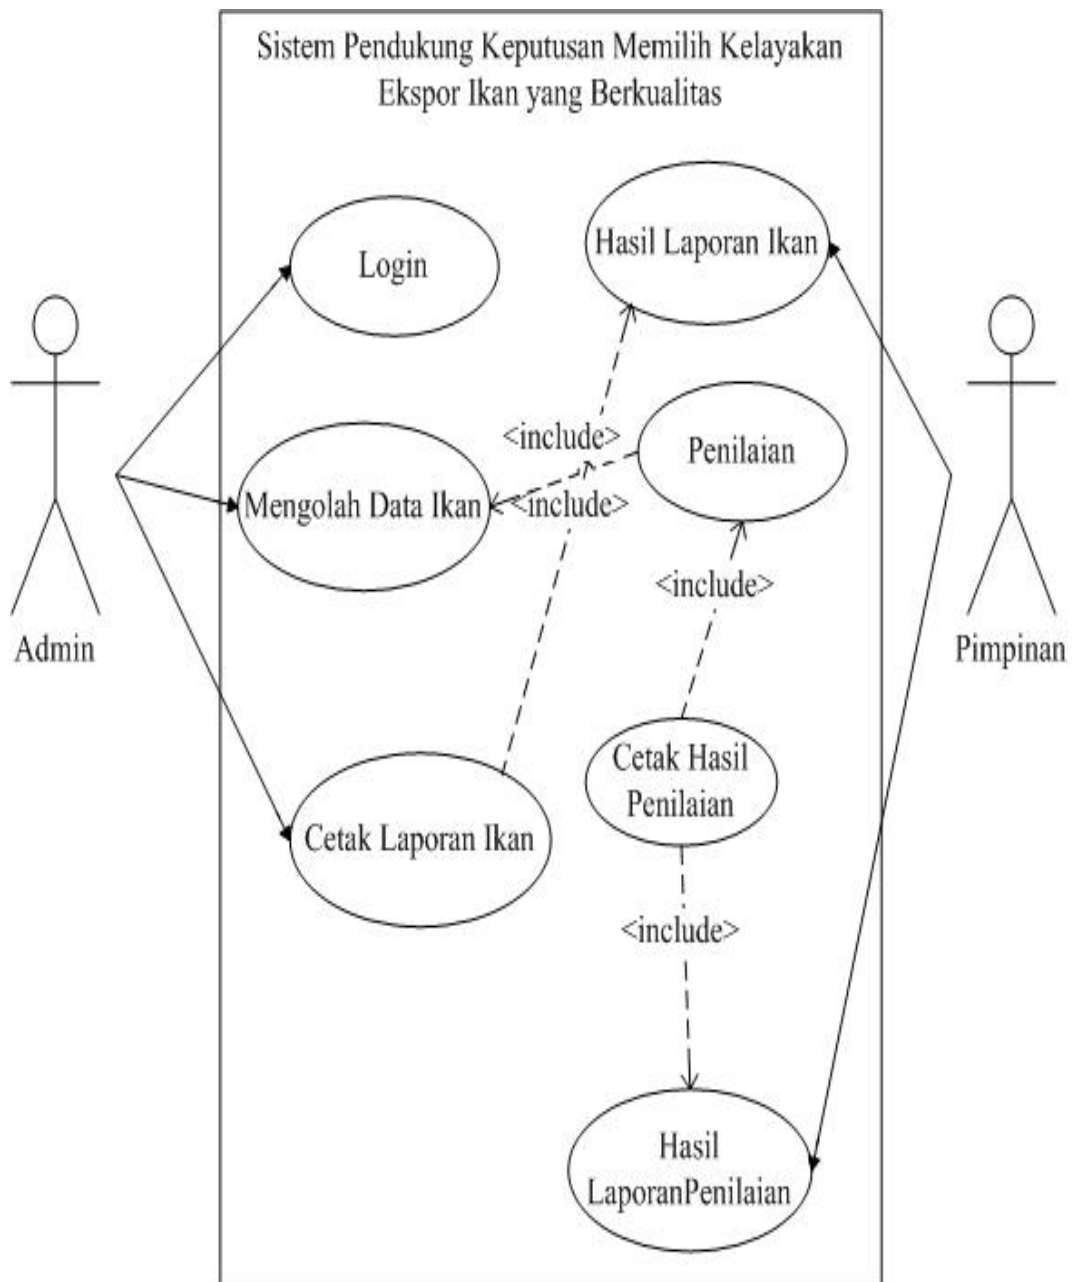 Sistem Pendukung Keputusan Memilih Kelayakan
Ekspor Ikan yang Berkualitas
Hasil Laporan Ikan
Login
<include>
Penilaian
Mengolah Data Ikan
<include>
<include>
Admin
Pimpinan
Cetak Hasil
Penilaian
Cetak Laporan Ikan
<include>
Hasil
LaporanPenilaian